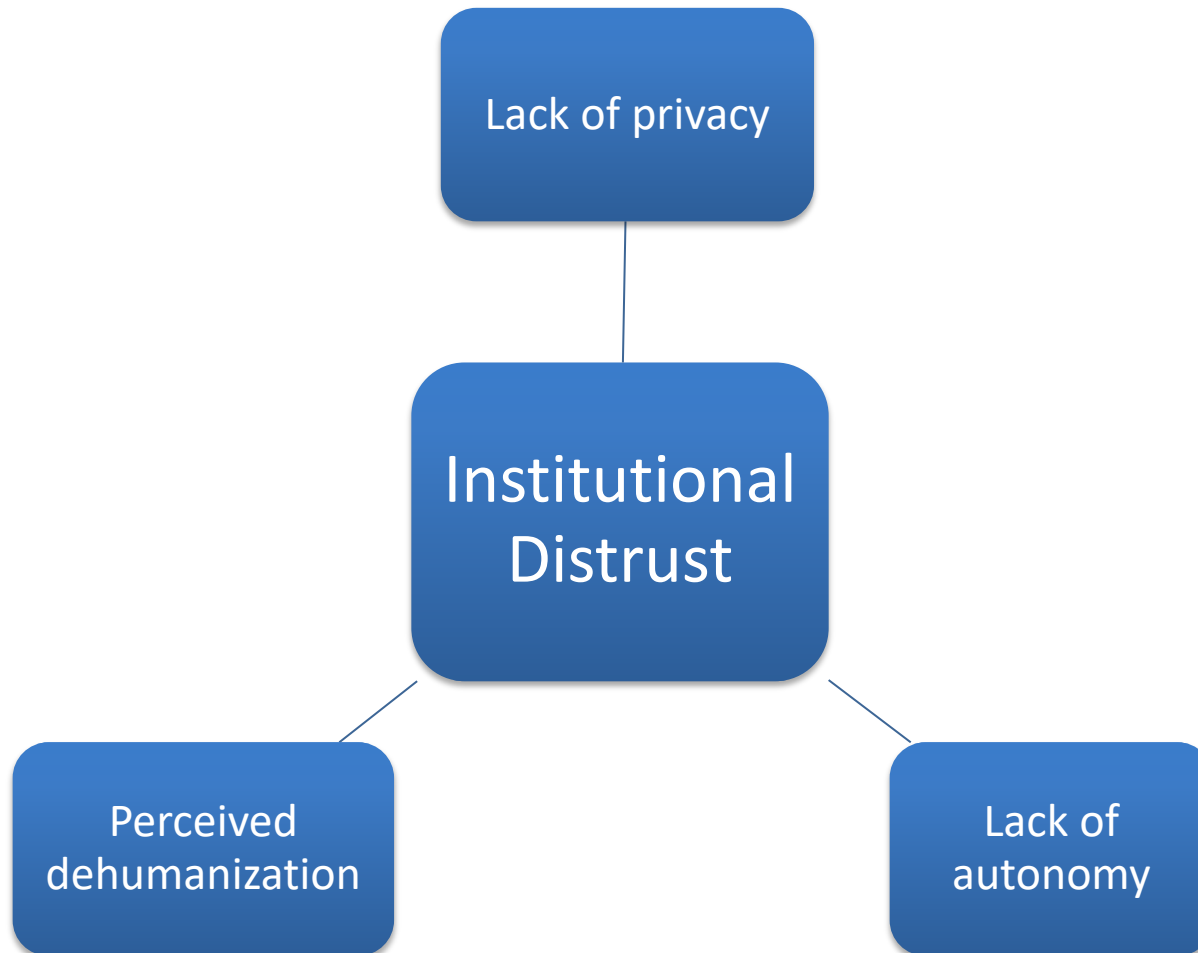 Lack of privacy
Institutional
Distrust
Perceived
dehumanization
Lack of
autonomy